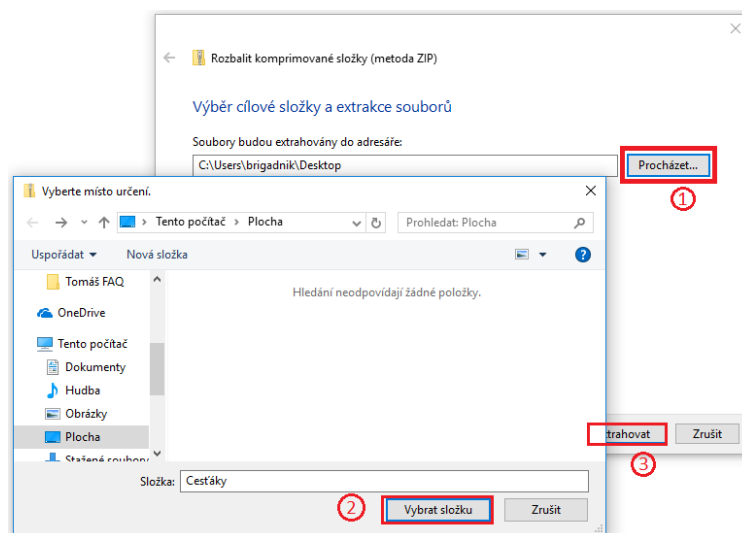 Rozbalit komprimované složky (metoda ZIP)
Výběr cílové složky a extrakce souborů
Soubory budou extrahovány do adresáře:
C:\Users\brigadnik\Desktop
Procházet...
1
Vyberte místo určení.
Tento počítač > Plocha
Prohledat: Plocha
Uspořádat
Nová složka
?
Tomáš FAQ
OneDrive
Tento počítač
Dokumenty
Hudba
Obrázky
Plocha
Stažené soubory
Hledání neodpovídají žádné položky.
Složka: Cesťáky
2
Vybrat složku
Zrušit
trahovat
Zrušit
3